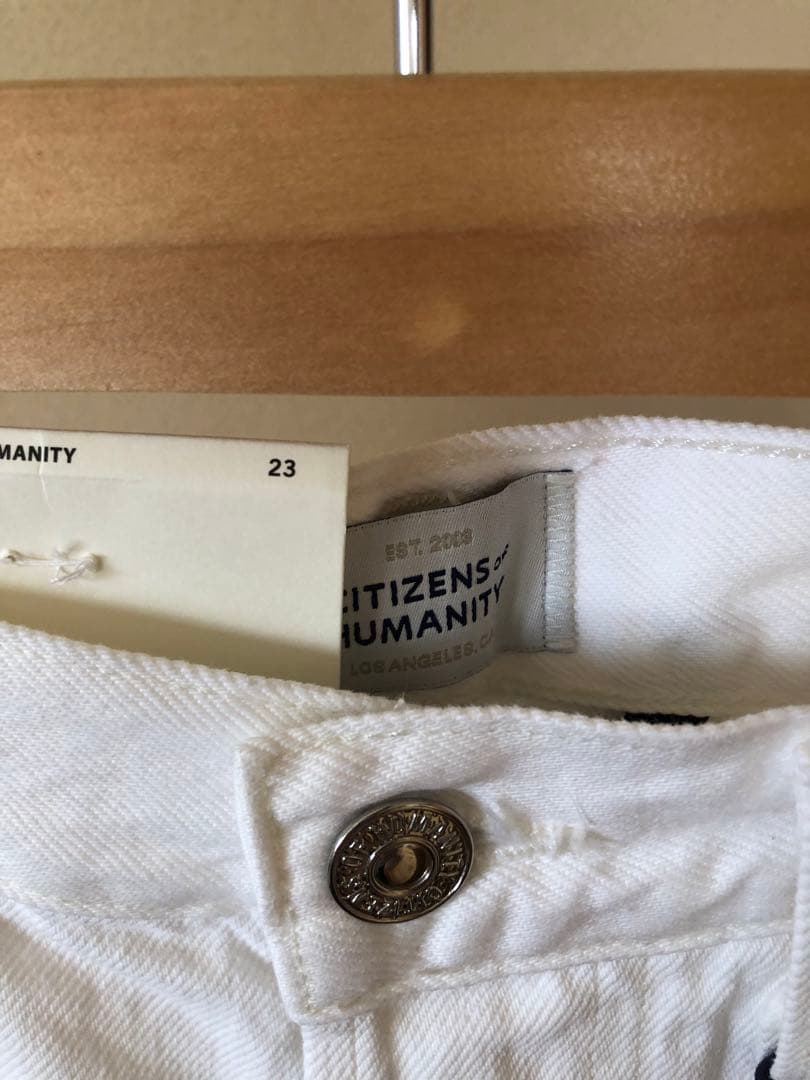 MANITY
23
EST. 2003
CITIZENS OF
HUMANITY
LOS ANGELES, CA